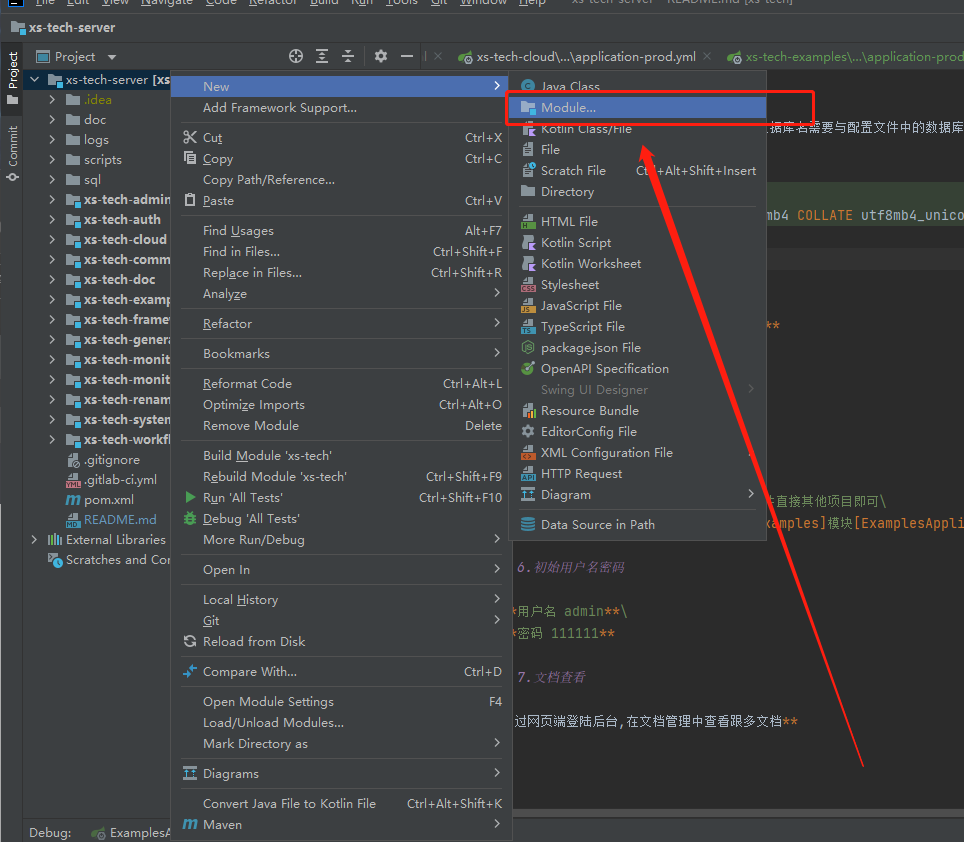 File Edit View Navigate Code Refactor Build Run Tools Git Window Help xs-tech-server - README.md [xs-tech]
xs-tech-server
Project
Commit
Project
xs-tech-cloud\...\application-prod.yml
xs-tech-examples\...\application-prod
xs-tech-server [xs
.idea
doc
logs
scripts
sql
xs-tech-admin
xs-tech-auth
xs-tech-cloud
xs-tech-comm
xs-tech-doc
xs-tech-examp
xs-tech-framew
xs-tech-genera
xs-tech-monit
xs-tech-monit
xs-tech-renam
xs-tech-system
xs-tech-workfl
.gitignore
.gitlab-ci.yml
pom.xml
README.md
External Libraries
Scratches and Con
New
Add Framework Support...
Cut Ctrl+X
Copy Ctrl+C
Copy Path/Reference...
Paste Ctrl+V
Find Usages Alt+F7
Find in Files... Ctrl+Shift+F
Replace in Files... Ctrl+Shift+R
Analyze
Refactor
Bookmarks
Reformat Code Ctrl+Alt+L
Optimize Imports Ctrl+Alt+O
Remove Module Delete
Build Module 'xs-tech'
Rebuild Module 'xs-tech' Ctrl+Shift+F9
Run 'All Tests' Ctrl+Shift+F10
Debug 'All Tests'
More Run/Debug
Open In
Local History
Git
Reload from Disk
Compare With... Ctrl+D
Open Module Settings F4
Load/Unload Modules...
Mark Directory as
Diagrams
Convert Java File to Kotlin File Ctrl+Alt+Shift+K
Maven
Java Class
Module...
Kotlin Class/File
File
Scratch File Ctrl+Alt+Shift+Insert
Directory
HTML File
Kotlin Script
Kotlin Worksheet
Stylesheet
JavaScript File
TypeScript File
package.json File
OpenAPI Specification
Swing UI Designer
Resource Bundle
EditorConfig File
XML Configuration File
HTTP Request
Diagram
Data Source in Path
据库名需要与配置文件中的数据库
mb4 COLLATE utf8mb4_unico
**
直接其他项目即可\
xamples]模块[ExamplesAppli
6.初始用户名密码
*用户名 admin**\
*密码 111111**
7.文档查看
过网页端登陆后台,在文档管理中查看跟多文档**
Debug: ExamplesA